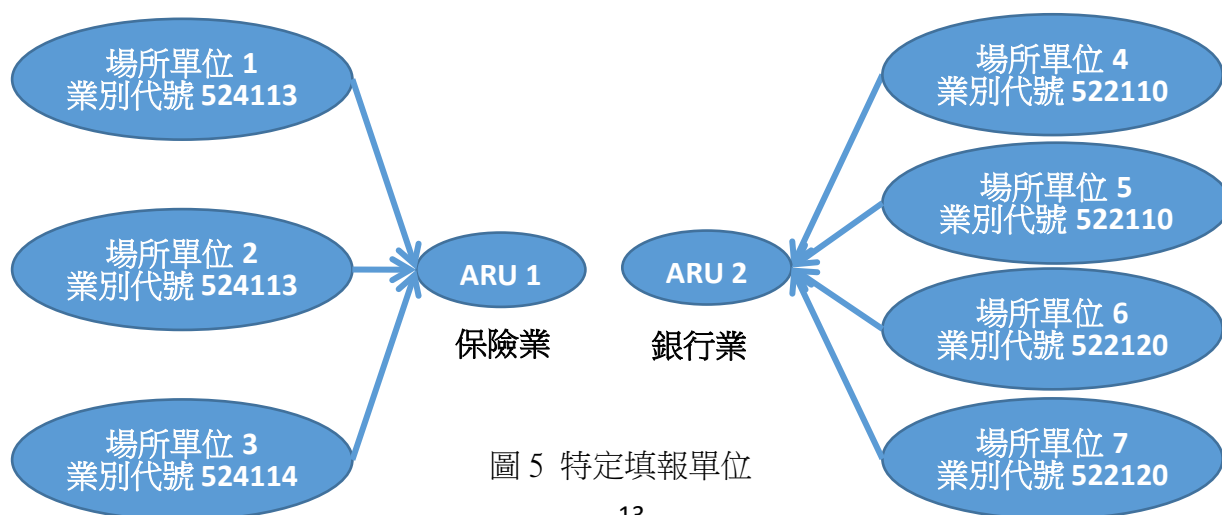 場所單位 1
業別代號 524113
場所單位 2
業別代號 524113
場所單位 3
業別代號 524114
ARU 1
保險業
ARU 2
銀行業
場所單位 4
業別代號 522110
場所單位 5
業別代號 522110
場所單位 6
業別代號 522120
場所單位 7
業別代號 522120
圖 5 特定填報單位
13